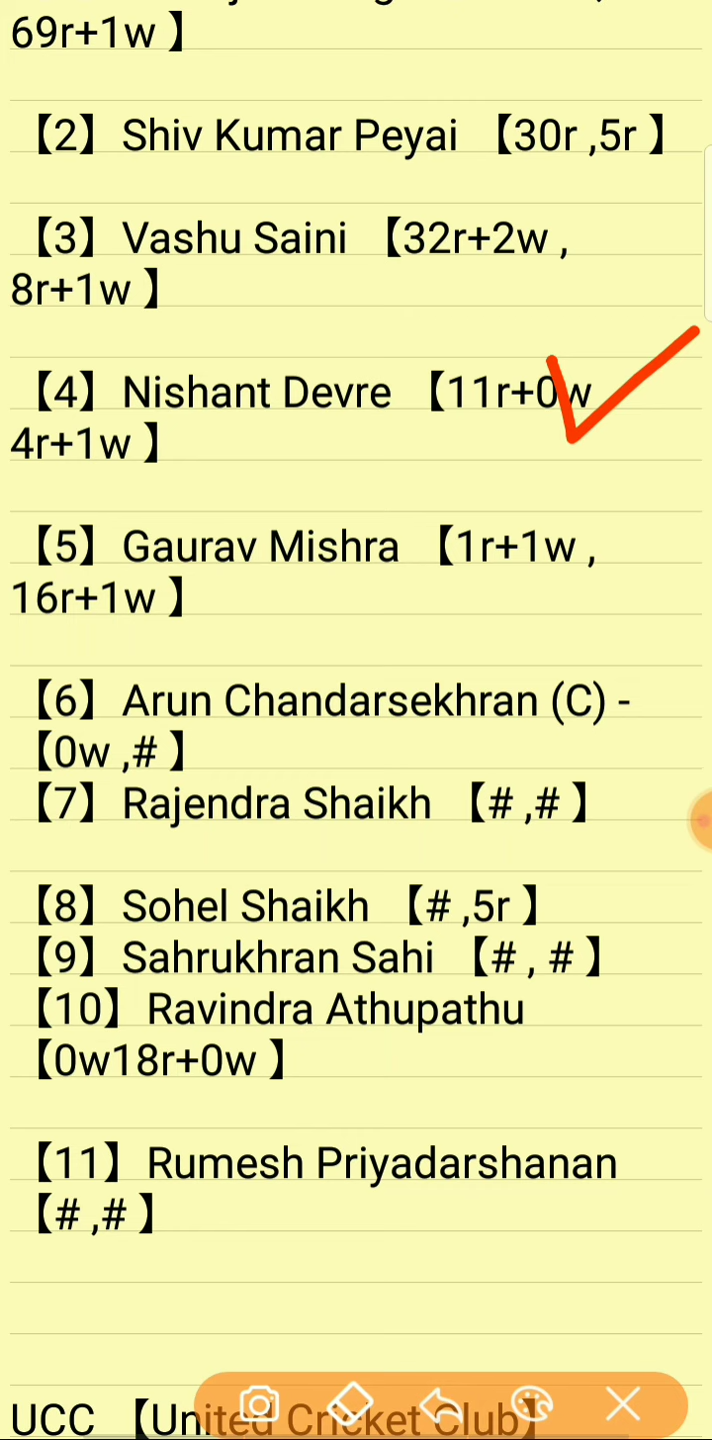 69r+1w 】
【2】Shiv Kumar Peyai 【30r ,5r 】
【3】Vashu Saini 【32r+2w ,
8r+1w 】
【4】Nishant Devre 【11r+0w
4r+1w 】
【5】Gaurav Mishra 【1r+1w ,
16r+1w 】
【6】Arun Chandarsekhran (C) -
【0w ,# 】
【7】Rajendra Shaikh 【# ,# 】
【8】Sohel Shaikh 【# ,5r 】
【9】Sahrukhran Sahi 【# , # 】
【10】Ravindra Athupathu
【0w18r+0w 】
【11】Rumesh Priyadarshanan
【# ,# 】
UCC 【United Cricket Club】